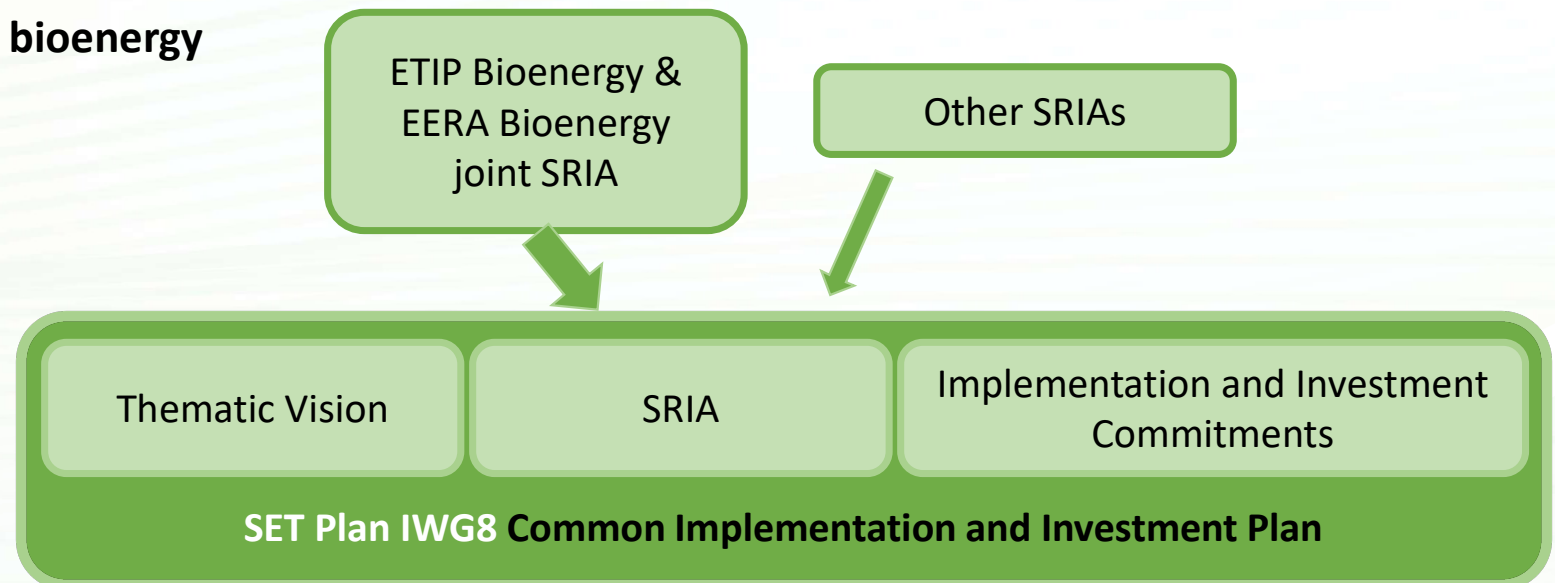 bioenergy
ETIP Bioenergy &
EERA Bioenergy
joint SRIA
Other SRIAs
Thematic Vision
SRIA
Implementation and Investment
Commitments
SET Plan IWG8 Common Implementation and Investment Plan